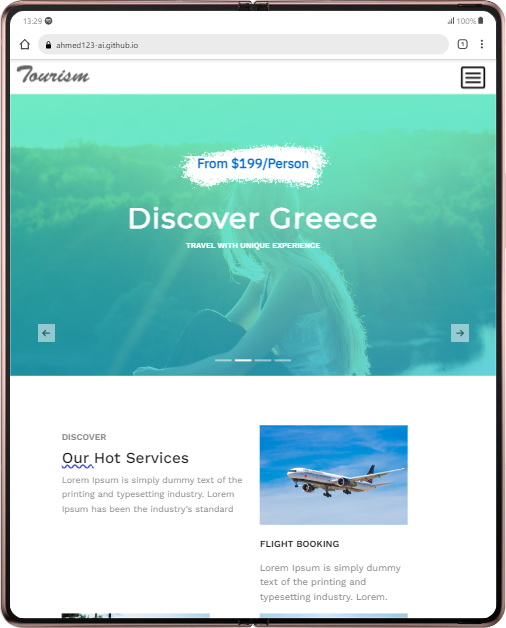 13:29
100%
ahmed123-ai.github.io
1
Tourism
From $199/Person
Discover Greece
TRAVEL WITH UNIQUE EXPERIENCE
DISCOVER
Our Hot Services
Lorem Ipsum is simply dummy text of the
printing and typesetting industry. Lorem
Ipsum has been the industry's standard
FLIGHT BOOKING
Lorem Ipsum is simply dummy
text of the printing and
typesetting industry. Lorem.